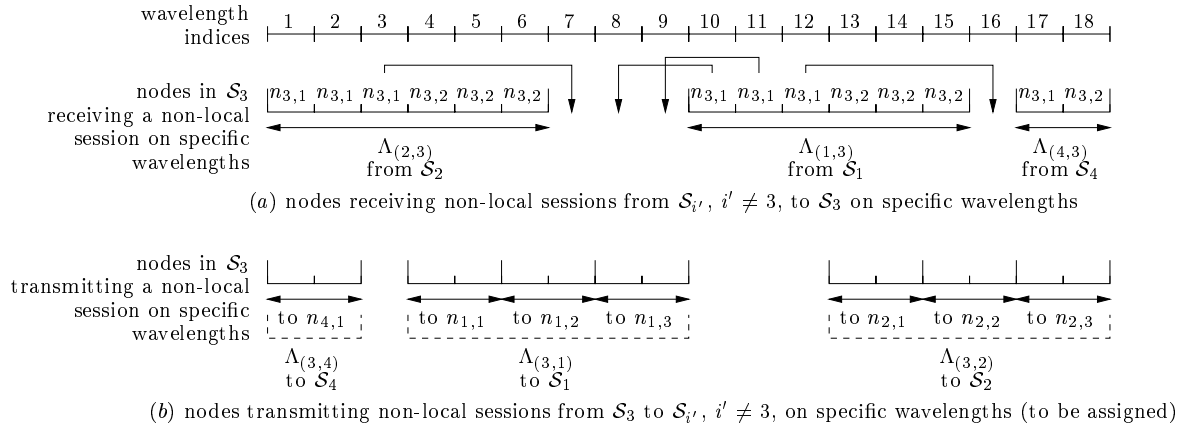 wavelength indices 1 2 3 4 5 6 7 8 9 10 11 12 13 14 15 16 17 18
nodes in 𝒮₃ receiving a non-local session on specific wavelengths
n₃,₁ n₃,₁ n₃,₁ n₃,₂ n₃,₂ n₃,₂ n₃,₁ n₃,₁ n₃,₁ n₃,₂ n₃,₂ n₃,₂ n₃,₁ n₃,₂
Λ₍₂,₃₎ Λ₍₁,₃₎ Λ₍₄,₃₎
from 𝒮₂ from 𝒮₁ from 𝒮₄
(a) nodes receiving non-local sessions from 𝒮ᵢ′, i′ ≠ 3, to 𝒮₃ on specific wavelengths
nodes in 𝒮₃
transmitting a non-local
session on specific
wavelengths
to n₄,₁ to n₁,₁ to n₁,₂ to n₁,₃ to n₂,₁ to n₂,₂ to n₂,₃
Λ₍₃,₄₎ Λ₍₃,₁₎ Λ₍₃,₂₎
to 𝒮₄ to 𝒮₁ to 𝒮₂
(b) nodes transmitting non-local sessions from 𝒮₃ to 𝒮ᵢ′, i′ ≠ 3, on specific wavelengths (to be assigned)